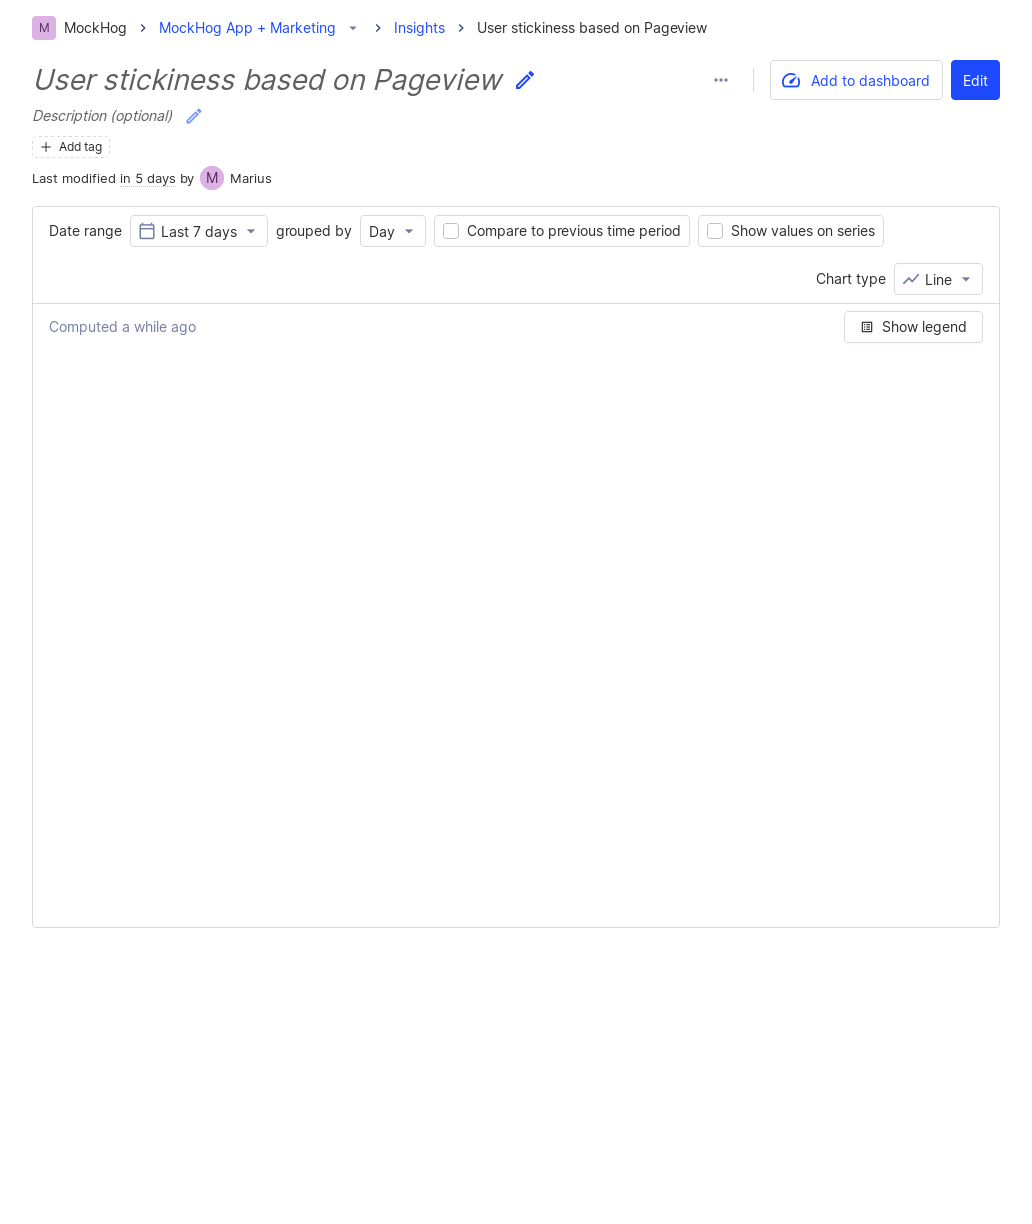 M MockHog MockHog App + Marketing Insights User stickiness based on Pageview
User stickiness based on Pageview
Add to dashboard Edit
Description (optional)
Add tag
Last modified in 5 days by M Marius
Date range Last 7 days grouped by Day Compare to previous time period Show values on series
Chart type Line
Computed a while ago Show legend